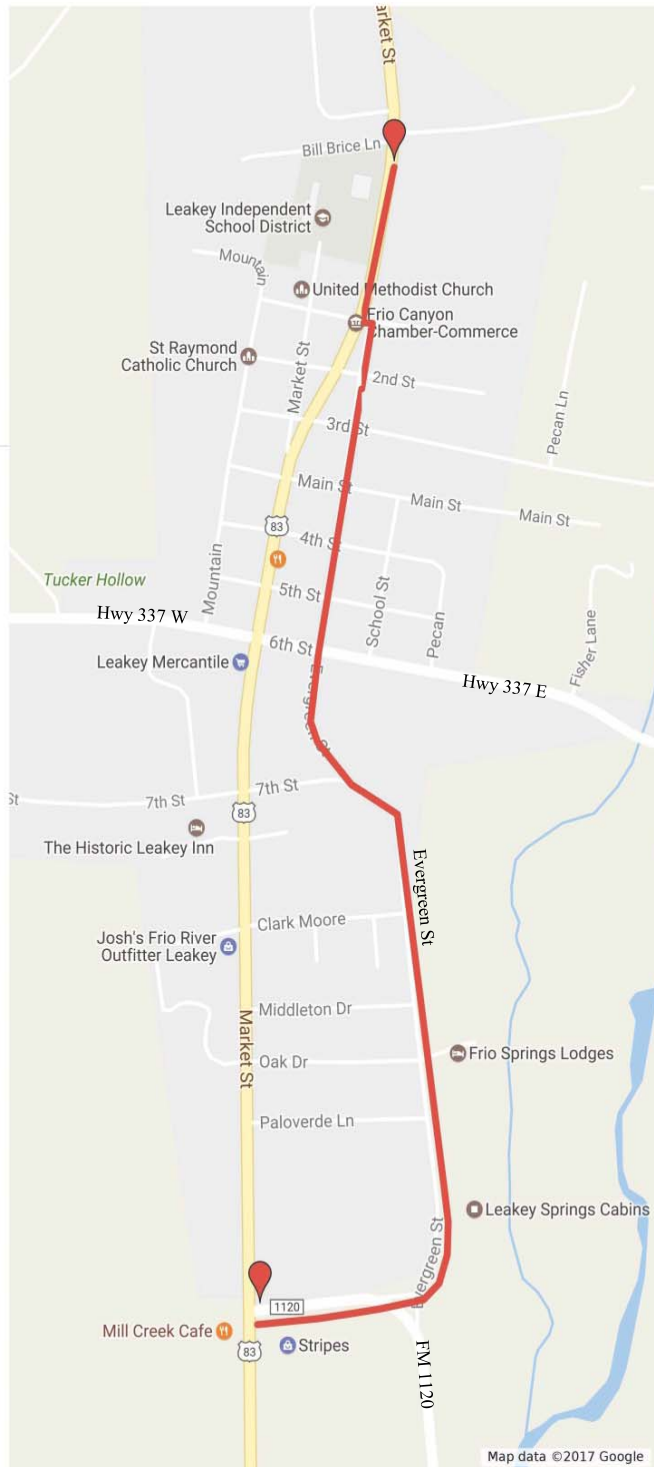 arket St
Bill Brice Ln
Leakey Independent
School District
Mountain
United Methodist Church
Frio Canyon
Chamber-Commerce
St Raymond
Catholic Church
Market St
2nd St
3rd St
Pecan Ln
Main St
Main St
Main St
83
4th St
Tucker Hollow
Mountain
5th St
School St
Pecan
Fisher Lane
Hwy 337 W
6th St
Leakey Mercantile
Hwy 337 E
Evergreen St
St
7th St
7th St
83
The Historic Leakey Inn
Evergreen St
Clark Moore
Josh's Frio River
Outfitter Leakey
Middleton Dr
Market St
Frio Springs Lodges
Oak Dr
Paloverde Ln
Leakey Springs Cabins
Evergreen St
1120
Mill Creek Cafe
83
Stripes
FM 1120
Map data ©2017 Google